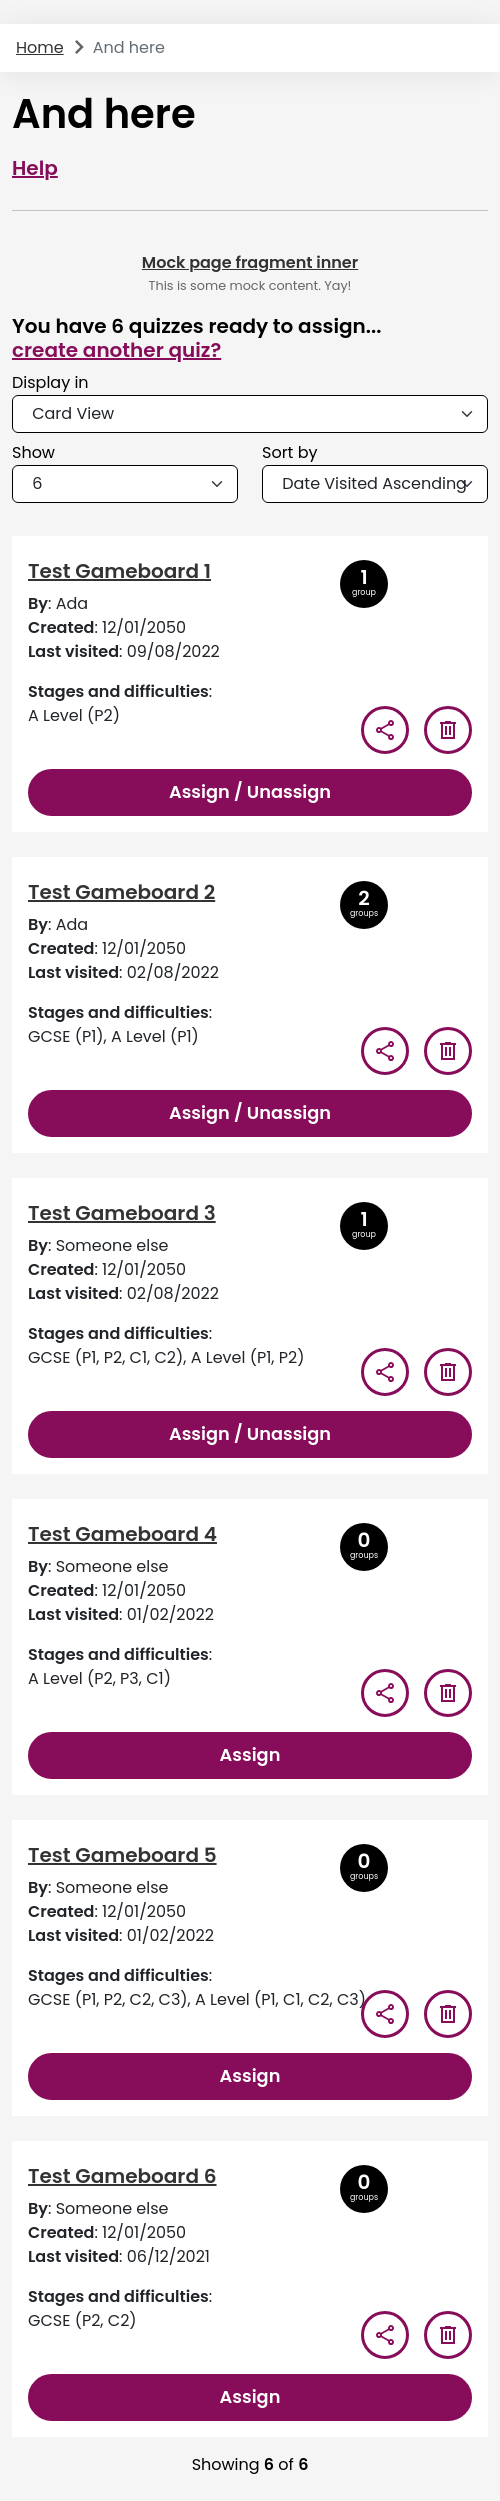 Home > And here
And here
Help
Mock page fragment inner
This is some mock content. Yay!
You have 6 quizzes ready to assign...
create another quiz?
Display in
Card View
Show Sort by
6 Date Visited Ascending
Test Gameboard 1
1
group
By: Ada
Created: 12/01/2050
Last visited: 09/08/2022
Stages and difficulties:
A Level (P2)
Assign / Unassign
Test Gameboard 2
2
groups
By: Ada
Created: 12/01/2050
Last visited: 02/08/2022
Stages and difficulties:
GCSE (P1), A Level (P1)
Assign / Unassign
Test Gameboard 3
1
group
By: Someone else
Created: 12/01/2050
Last visited: 02/08/2022
Stages and difficulties:
GCSE (P1, P2, C1, C2), A Level (P1, P2)
Assign / Unassign
Test Gameboard 4
0
groups
By: Someone else
Created: 12/01/2050
Last visited: 01/02/2022
Stages and difficulties:
A Level (P2, P3, C1)
Assign
Test Gameboard 5
0
groups
By: Someone else
Created: 12/01/2050
Last visited: 01/02/2022
Stages and difficulties:
GCSE (P1, P2, C2, C3), A Level (P1, C1, C2, C3)
Assign
Test Gameboard 6
0
groups
By: Someone else
Created: 12/01/2050
Last visited: 06/12/2021
Stages and difficulties:
GCSE (P2, C2)
Assign
Showing 6 of 6